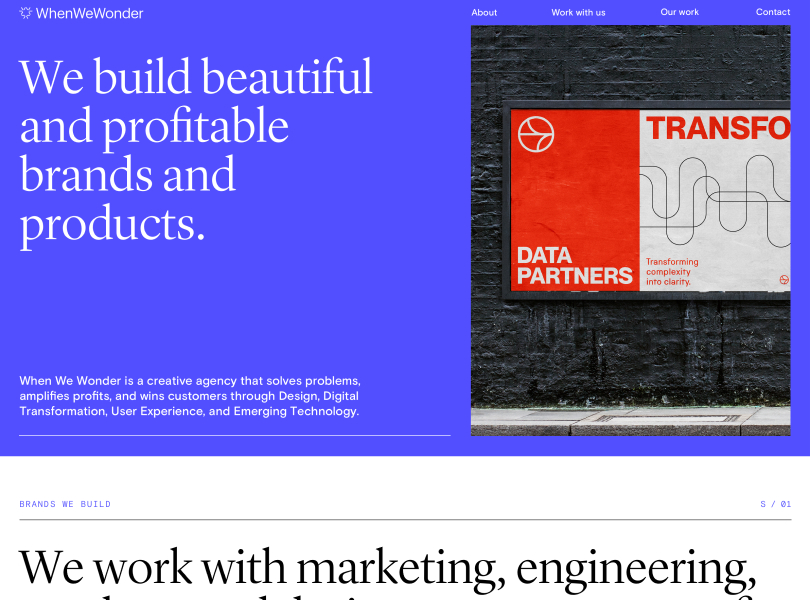 WhenWeWonder
About
Work with us
Our work
Contact
We build beautiful
and profitable
brands and
products.
TRANSFO
DATA
PARTNERS
Transforming
complexity
into clarity.
When We Wonder is a creative agency that solves problems,
amplifies profits, and wins customers through Design, Digital
Transformation, User Experience, and Emerging Technology.
BRANDS WE BUILD
S / 01
We work with marketing, engineering,